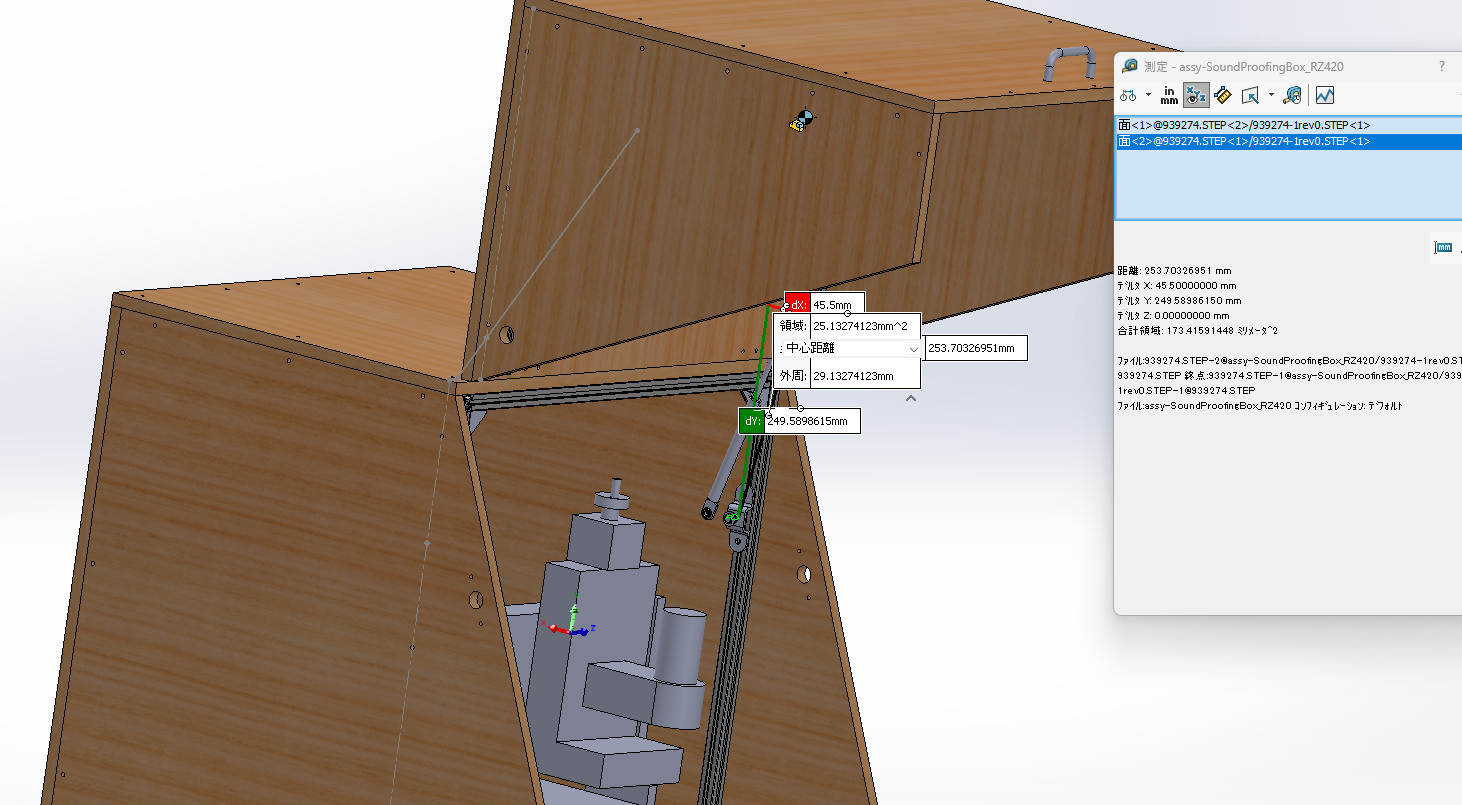 測定 - assy-SoundProofingBox_RZ420
?
in
mm
面<1>@939274.STEP<2>/939274-1rev0.STEP<1>
面<2>@939274.STEP<1>/939274-1rev0.STEP<1>
mm
距離: 253.70326951 mm
ﾃﾞﾙﾀ X: 45.50000000 mm
ﾃﾞﾙﾀ Y: 249.58986150 mm
ﾃﾞﾙﾀ Z: 0.00000000 mm
合計領域: 173.41591448 ﾐﾘﾒｰﾀ^2
ﾌｧｲﾙ:939274.STEP-2@assy-SoundProofingBox_RZ420/939274-1rev0.ST
939274.STEP 終点:939274.STEP-1@assy-SoundProofingBox_RZ420/939
1rev0.STEP-1@939274.STEP
ﾌｧｲﾙ:assy-SoundProofingBox_RZ420 ｺﾝﾌｨｷﾞｭﾚｰｼｮﾝ: ﾃﾞﾌｫﾙﾄ
dX: 45.5mm
領域: 25.13274123mm^2
中心距離
253.70326951mm
外周: 29.13274123mm
dY: 249.5898615mm
Z